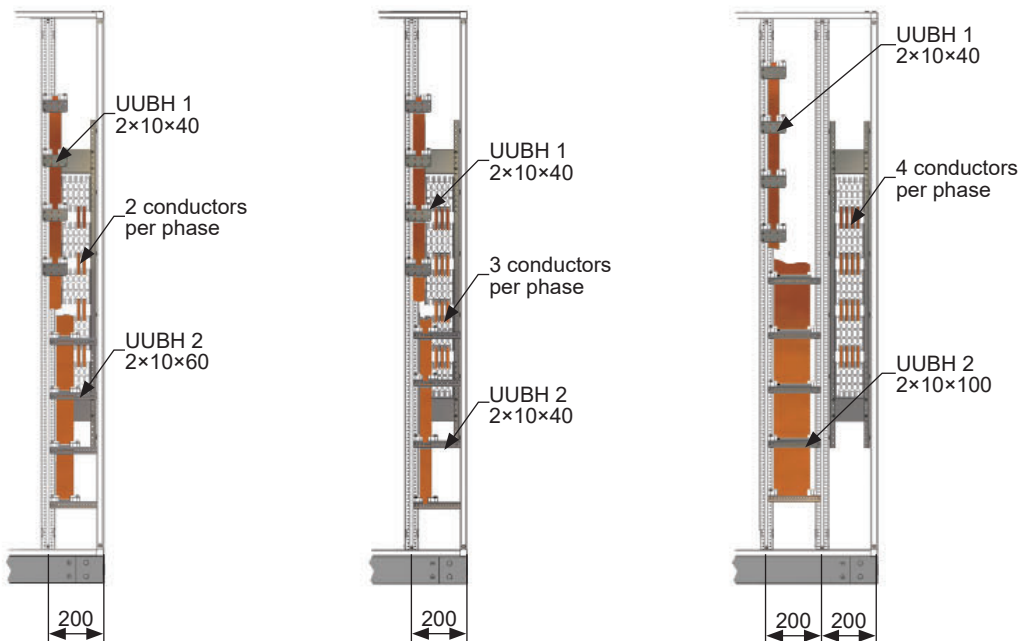 UUBH 1
2×10×40
2 conductors
per phase
UUBH 2
2×10×60
200
UUBH 1
2×10×40
3 conductors
per phase
UUBH 2
2×10×40
200
UUBH 1
2×10×40
4 conductors
per phase
UUBH 2
2×10×100
200
200